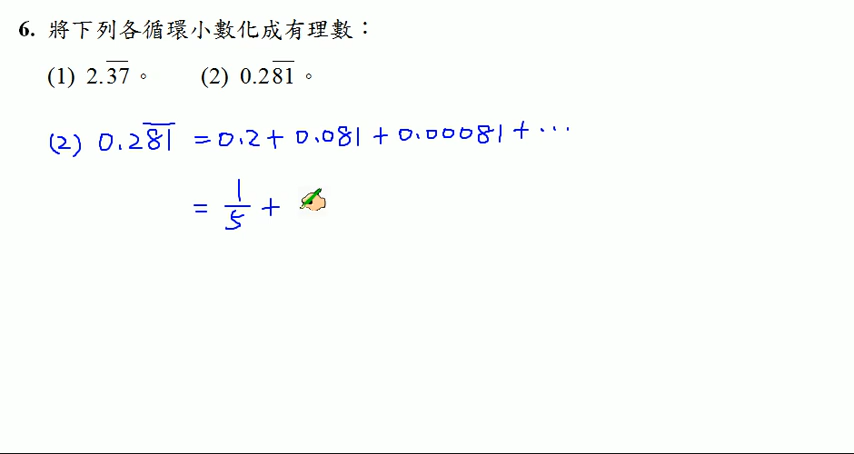 6. 將下列各循環小數化成有理數：
(1) 2.3̅7̅。 (2) 0.28̅1̅。
(2) 0.28̅1̅ = 0.2 + 0.081 + 0.00081 + ⋯
= 1/5 +